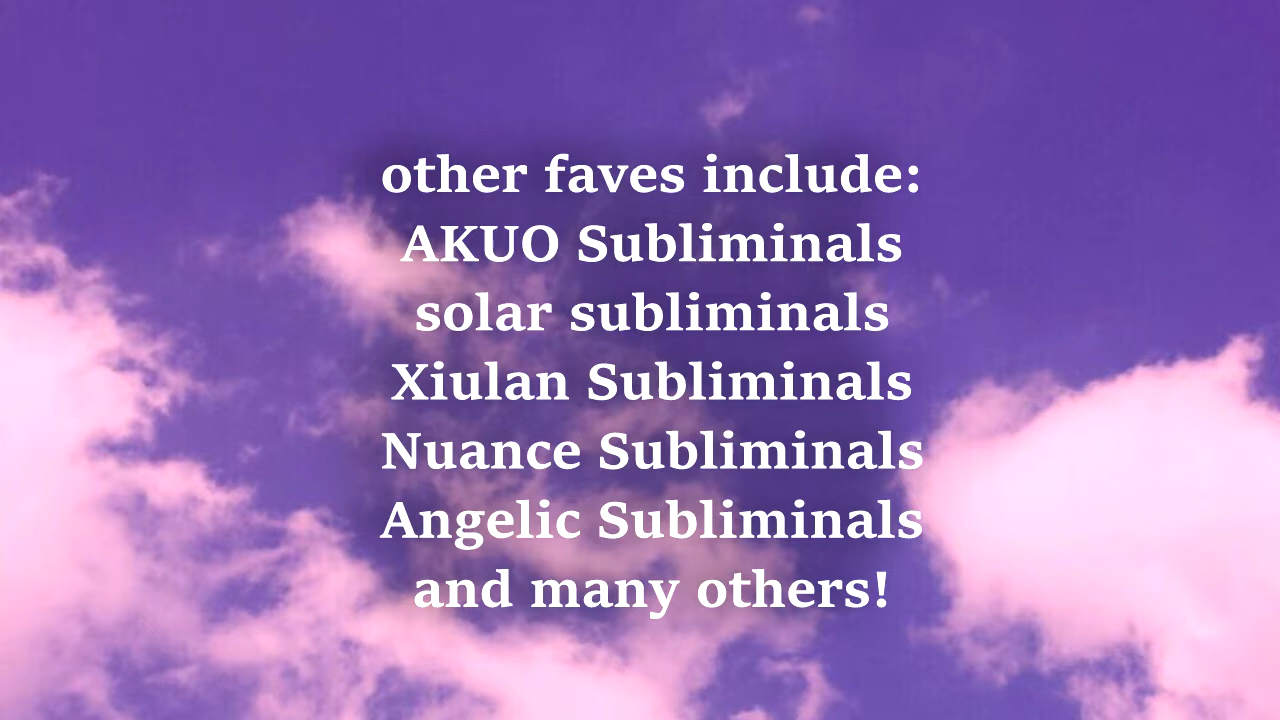 other faves include:
AKUO Subliminals
solar subliminals
Xiulan Subliminals
Nuance Subliminals
Angelic Subliminals
and many others!